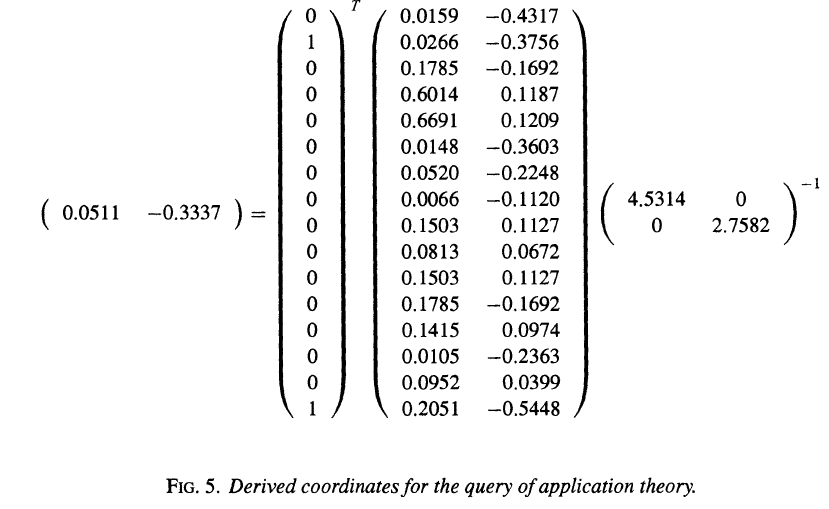 T
0 0.0159 −0.4317
1 0.0266 −0.3756
0 0.1785 −0.1692
0 0.6014 0.1187
0 0.6691 0.1209
0 0.0148 −0.3603
0 0.0520 −0.2248
−1
0 0.0066 −0.1120 4.5314 0
( 0.0511 −0.3337 ) = 0 0.1503 0.1127 0 2.7582
0 0.0813 0.0672
0 0.1503 0.1127
0 0.1785 −0.1692
0 0.1415 0.0974
0 0.0105 −0.2363
0 0.0952 0.0399
1 0.2051 −0.5448
FIG. 5. Derived coordinates for the query of application theory.